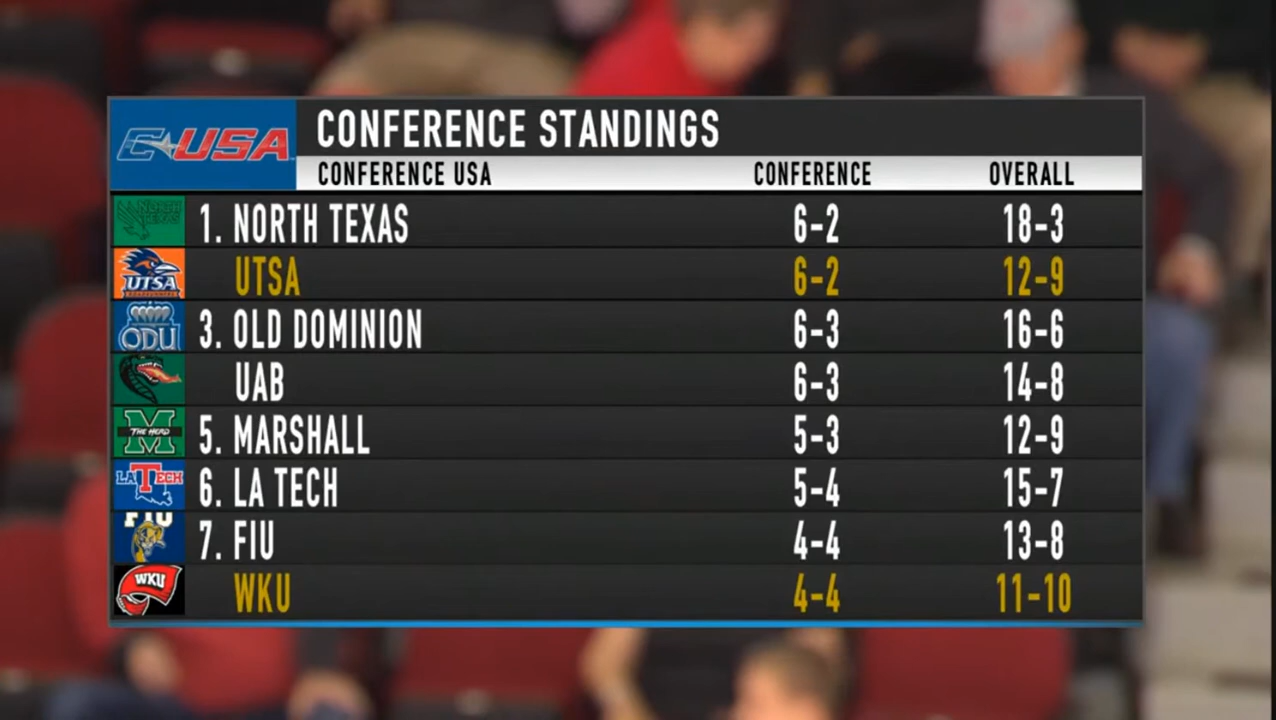 C USA CONFERENCE STANDINGS
CONFERENCE USA CONFERENCE OVERALL
NORTH TEXAS 1. NORTH TEXAS 6-2 18-3
UTSA UTSA 6-2 12-9
ODU 3. OLD DOMINION 6-3 16-6
UAB 6-3 14-8
M THE HERD 5. MARSHALL 5-3 12-9
LA TECH 6. LA TECH 5-4 15-7
FIU 7. FIU 4-4 13-8
WKU WKU 4-4 11-10